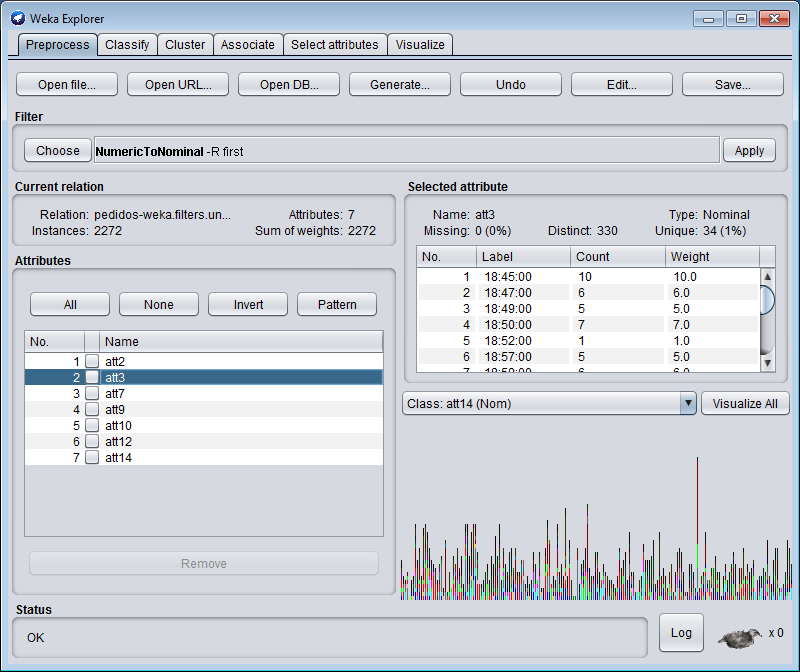 Weka Explorer
Preprocess Classify Cluster Associate Select attributes Visualize
Open file... Open URL... Open DB... Generate... Undo Edit... Save...
Filter
Choose NumericToNominal -R first Apply
Current relation
Relation: pedidos-weka.filters.un... Attributes: 7
Instances: 2272 Sum of weights: 2272
Attributes
All None Invert Pattern
No. Name
1 att2
2 att3
3 att7
4 att9
5 att10
6 att12
7 att14
Remove
Selected attribute
Name: att3 Type: Nominal
Missing: 0 (0%) Distinct: 330 Unique: 34 (1%)
No. Label Count Weight
1 18:45:00 10 10.0
2 18:47:00 6 6.0
3 18:49:00 5 5.0
4 18:50:00 7 7.0
5 18:52:00 1 1.0
6 18:57:00 5 5.0
Class: att14 (Nom) Visualize All
Status
OK
Log x 0